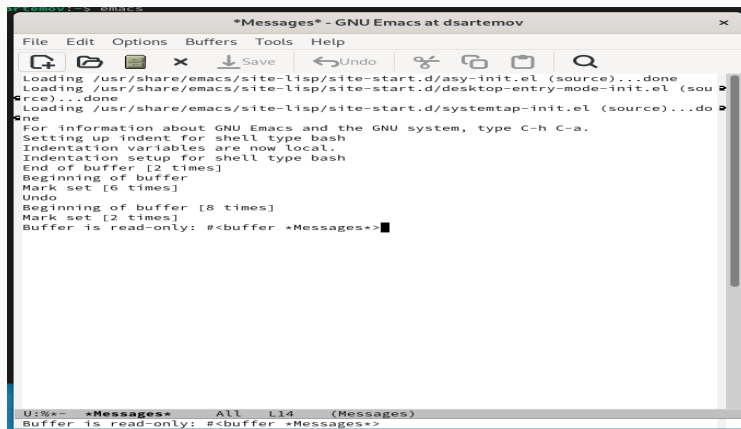 artemov:~$ emacs
*Messages* - GNU Emacs at dsartemov
File Edit Options Buffers Tools Help
Save Undo
Loading /usr/share/emacs/site-lisp/site-start.d/asy-init.el (source)...done
Loading /usr/share/emacs/site-lisp/site-start.d/desktop-entry-mode-init.el (sou
rce)...done
Loading /usr/share/emacs/site-lisp/site-start.d/systemtap-init.el (source)...do
ne
For information about GNU Emacs and the GNU system, type C-h C-a.
Setting up indent for shell type bash
Indentation variables are now local.
Indentation setup for shell type bash
End of buffer [2 times]
Beginning of buffer
Mark set [6 times]
Undo
Beginning of buffer [8 times]
Mark set [2 times]
Buffer is read-only: #<buffer *Messages*>
U:%*- *Messages* All L14 (Messages)
Buffer is read-only: #<buffer *Messages*>